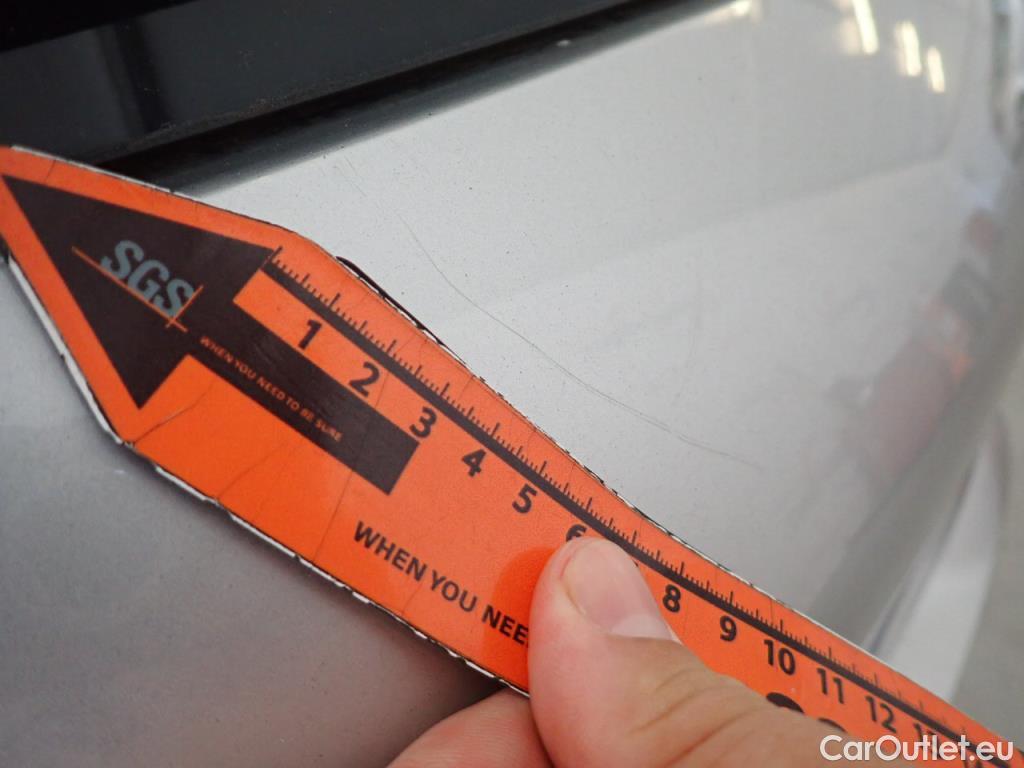 SGS
WHEN YOU NEED TO BE SURE
1 2 3 4 5 6 8 9 10 11 12 13
WHEN YOU NEE
CarOutlet.eu